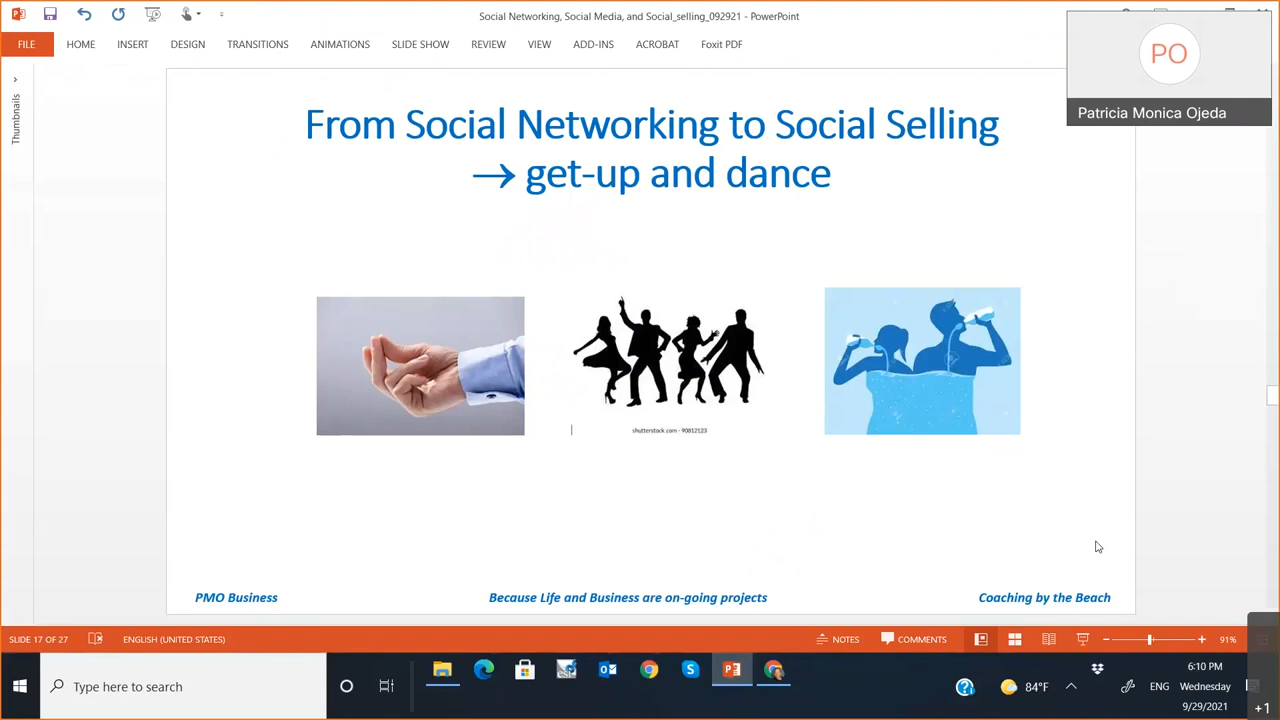 Social Networking, Social Media, and Social_selling_092921 - PowerPoint
FILE HOME INSERT DESIGN TRANSITIONS ANIMATIONS SLIDE SHOW REVIEW VIEW ADD-INS ACROBAT Foxit PDF
PO
Patricia Monica Ojeda
Thumbnails
From Social Networking to Social Selling
→ get-up and dance
shutterstock.com · 90812123
PMO Business Because Life and Business are on-going projects Coaching by the Beach
SLIDE 17 OF 27 ENGLISH (UNITED STATES) NOTES COMMENTS 91%
Type here to search 84°F ENG 6:10 PM
Wednesday
9/29/2021
+1